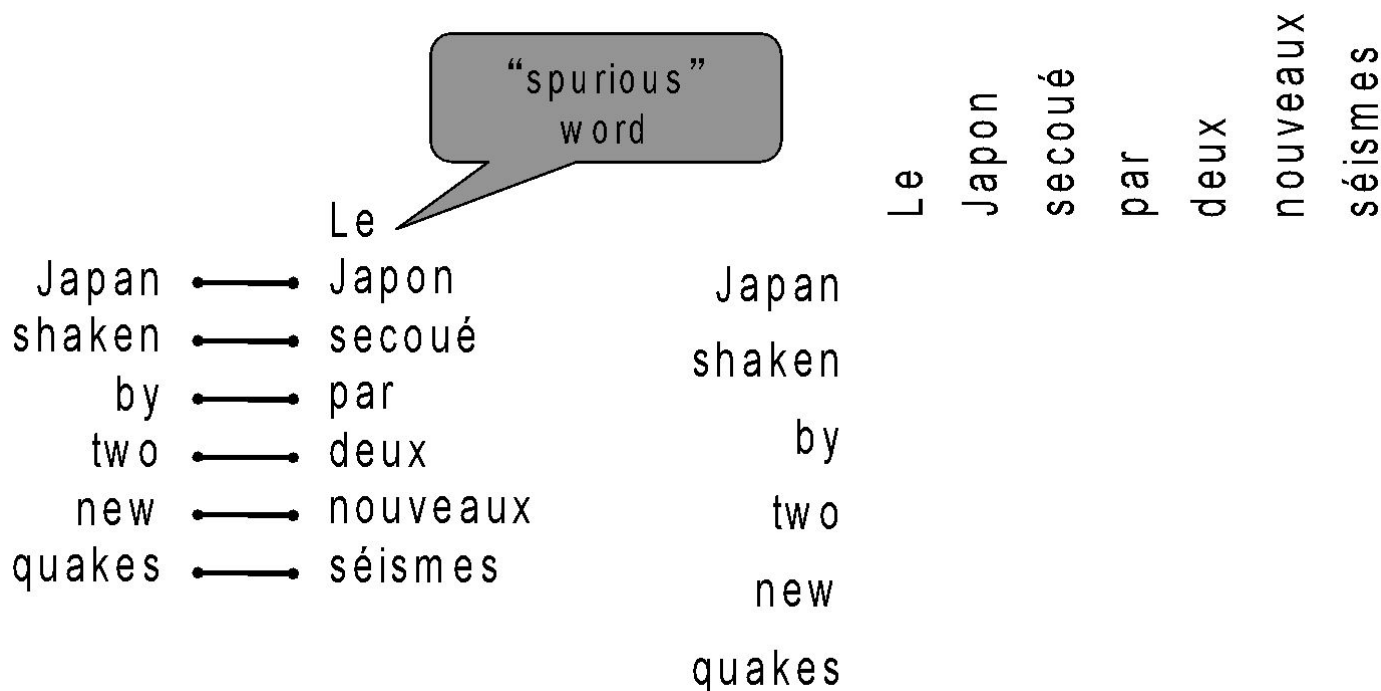 “spurious”
word
Le
Japan Japon
shaken secoué
by par
two deux
new nouveaux
quakes séismes
Le Japon secoué par deux nouveaux séismes
Japan
shaken
by
two
new
quakes